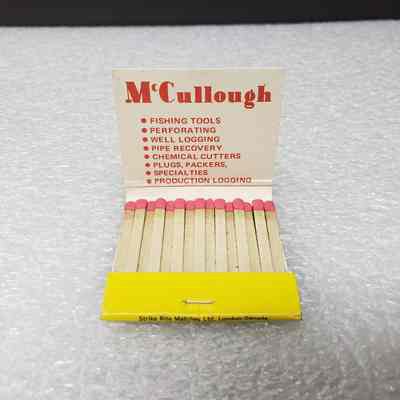 McCullough
• FISHING TOOLS
• PERFORATING
• WELL LOGGING
• PIPE RECOVERY
• CHEMICAL CUTTERS
• PLUGS, PACKERS,
• SPECIALTIES
• PRODUCTION LOGGING
Strike Rite Matches Ltd. London Canada